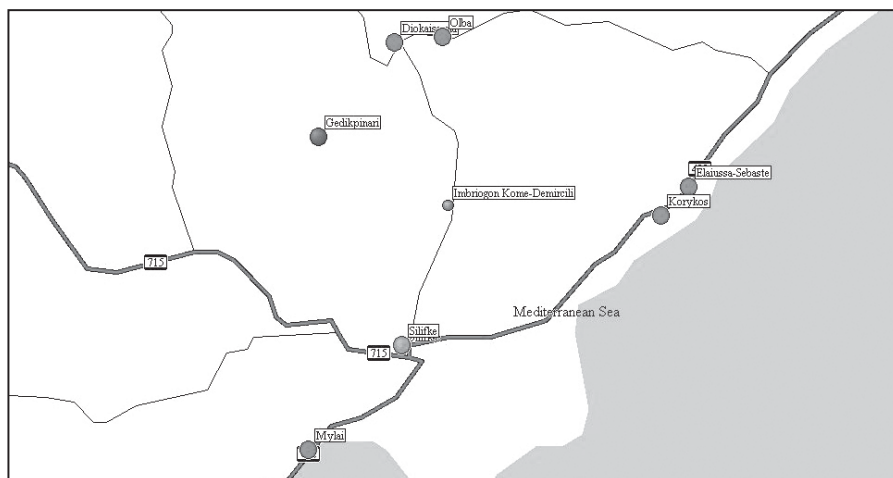 Olba
Gedikpinari
Imbriogon Kome-Demircili
Elaiussa-Sebaste
Korykos
715
Mediterranean Sea
Silifke
715
Mylai